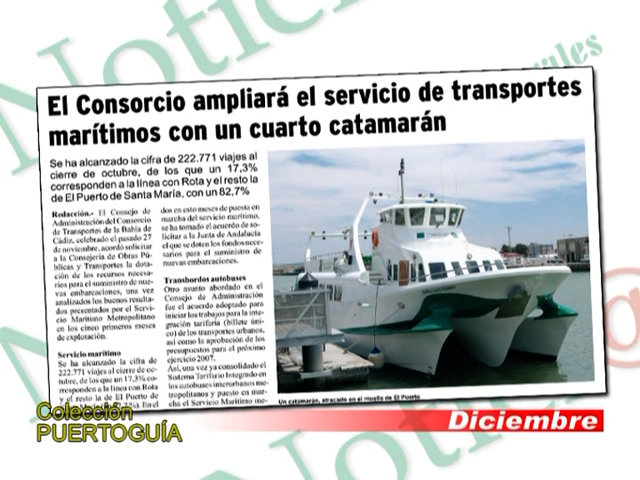 Noticias
locales
El Consorcio ampliará el servicio de transportes
marítimos con un cuarto catamarán
Se ha alcanzado la cifra de 222.771 viajes al
cierre de octubre, de los que un 17,3%
corresponden a la línea con Rota y el resto la
de El Puerto de Santa María, con un 82,7%
Redacción.- El Consejo de
Administración del Consorcio
de Transportes de la Bahía de
Cádiz, celebrado el pasado 27
de noviembre, acordó solicitar
a la Consejería de Obras Pú-
blicas y Transportes la dota-
ción de los recursos necesa-
rios para el suministro de nue-
vas embarcaciones, una vez
analizados los buenos resulta-
dos presentados por el Servi-
cio Marítimo Metropolitano
en los cinco primeros meses
de explotación.
Servicio marítimo
Se ha alcanzado la cifra de
222.771 viajes al cierre de oc-
tubre, de los que un 17,3% co-
rresponden a la línea con Rota
y el resto la de El Puerto de
dos en estos meses de puesta en
marcha del servicio marítimo,
se ha tomado el acuerdo de so-
licitar a la Junta de Andalucía
el que se doten los fondos nece-
sarios para el suministro de
nuevas embarcaciones.
Transbordos autobuses
Otro asunto abordado en el
Consejo de Administración
fue el acuerdo adoptado para
iniciar los trabajos para la in-
tegración tarifaria (billete úni-
co) de los transportes urbanos,
así como la aprobación de los
presupuestos para el próximo
ejercicio 2007.
Así, una vez consolidado el
Sistema Tarifario Integrado en
los autobuses interurbanos me-
tropolitanos y puesto en mar-
cha el Servicio Marítimo me-
Un catamarán, atracado en el muelle de El Puerto
Colección
PUERTOGUÍA
Diciembre